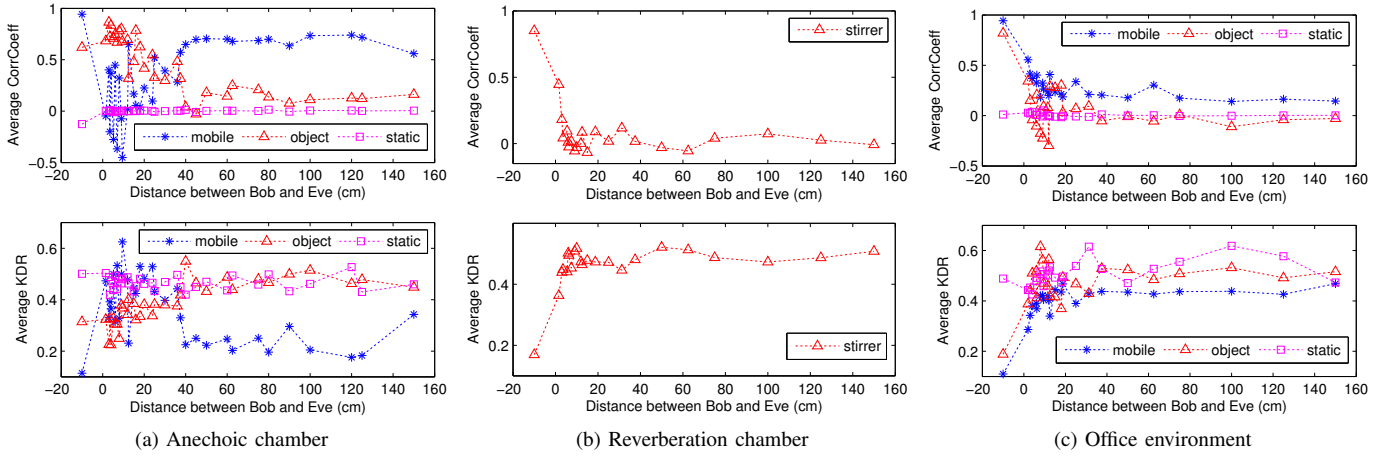 1
0.5
0
−0.5
Average CorrCoeff
mobile object static
−20 0 20 40 60 80 100 120 140 160
Distance between Bob and Eve (cm)
0.6
0.4
0.2
Average KDR
mobile object static
−20 0 20 40 60 80 100 120 140 160
Distance between Bob and Eve (cm)
(a) Anechoic chamber
1
0.5
0
Average CorrCoeff
stirrer
−20 0 20 40 60 80 100 120 140 160
Distance between Bob and Eve (cm)
0.6
0.4
0.2
Average KDR
stirrer
−20 0 20 40 60 80 100 120 140 160
Distance between Bob and Eve (cm)
(b) Reverberation chamber
1
0.5
0
−0.5
Average CorrCoeff
mobile object static
−20 0 20 40 60 80 100 120 140 160
Distance between Bob and Eve (cm)
0.6
0.4
0.2
Average KDR
mobile object static
−20 0 20 40 60 80 100 120 140 160
Distance between Bob and Eve (cm)
(c) Office environment